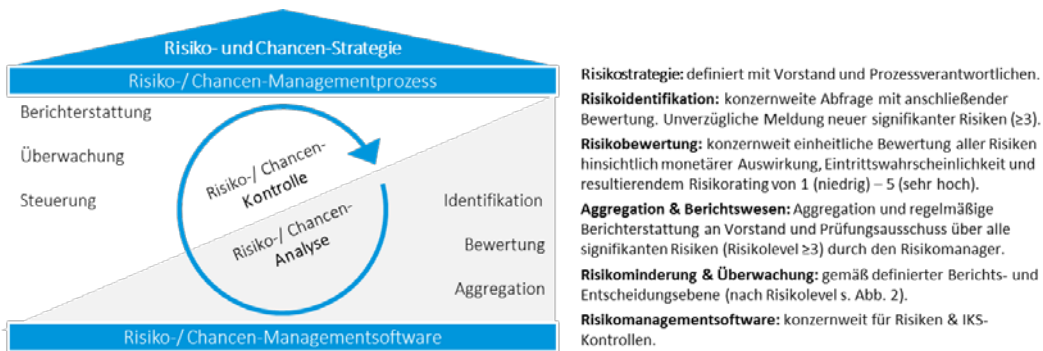 Risiko- und Chancen-Strategie
Risiko-/ Chancen-Managementprozess
Berichterstattung
Überwachung
Steuerung
Risiko-/ Chancen-
Kontrolle
Risiko-/ Chancen-
Analyse
Identifikation
Bewertung
Aggregation
Risiko-/ Chancen-Managementsoftware
Risikostrategie: definiert mit Vorstand und Prozessverantwortlichen.
Risikoidentifikation: konzernweite Abfrage mit anschließender
Bewertung. Unverzügliche Meldung neuer signifikanter Risiken (≥3).
Risikobewertung: konzernweit einheitliche Bewertung aller Risiken
hinsichtlich monetärer Auswirkung, Eintrittswahrscheinlichkeit und
resultierendem Risikorating von 1 (niedrig) – 5 (sehr hoch).
Aggregation & Berichtswesen: Aggregation und regelmäßige
Berichterstattung an Vorstand und Prüfungsausschuss über alle
signifikanten Risiken (Risikolevel ≥3) durch den Risikomanager.
Risikominderung & Überwachung: gemäß definierter Berichts- und
Entscheidungsebene (nach Risikolevel s. Abb. 2).
Risikomanagementsoftware: konzernweit für Risiken & IKS-
Kontrollen.